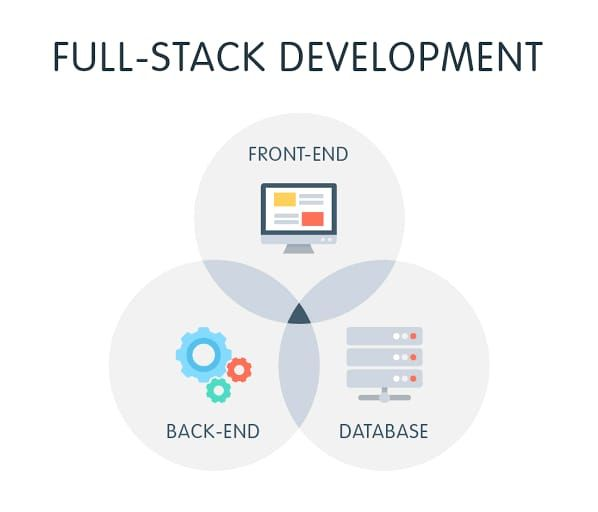 FULL-STACK DEVELOPMENT
FRONT-END
BACK-END
DATABASE